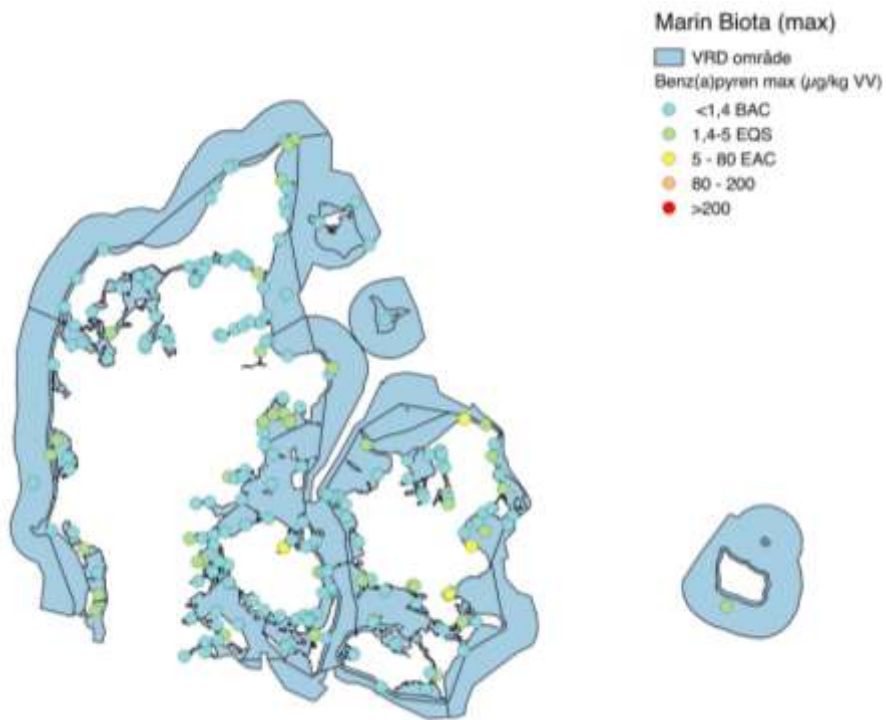 Marin Biota (max)
VRD område
Benz(a)pyren max (µg/kg VV)
<1,4 BAC
1,4-5 EQS
5 - 80 EAC
80 - 200
>200